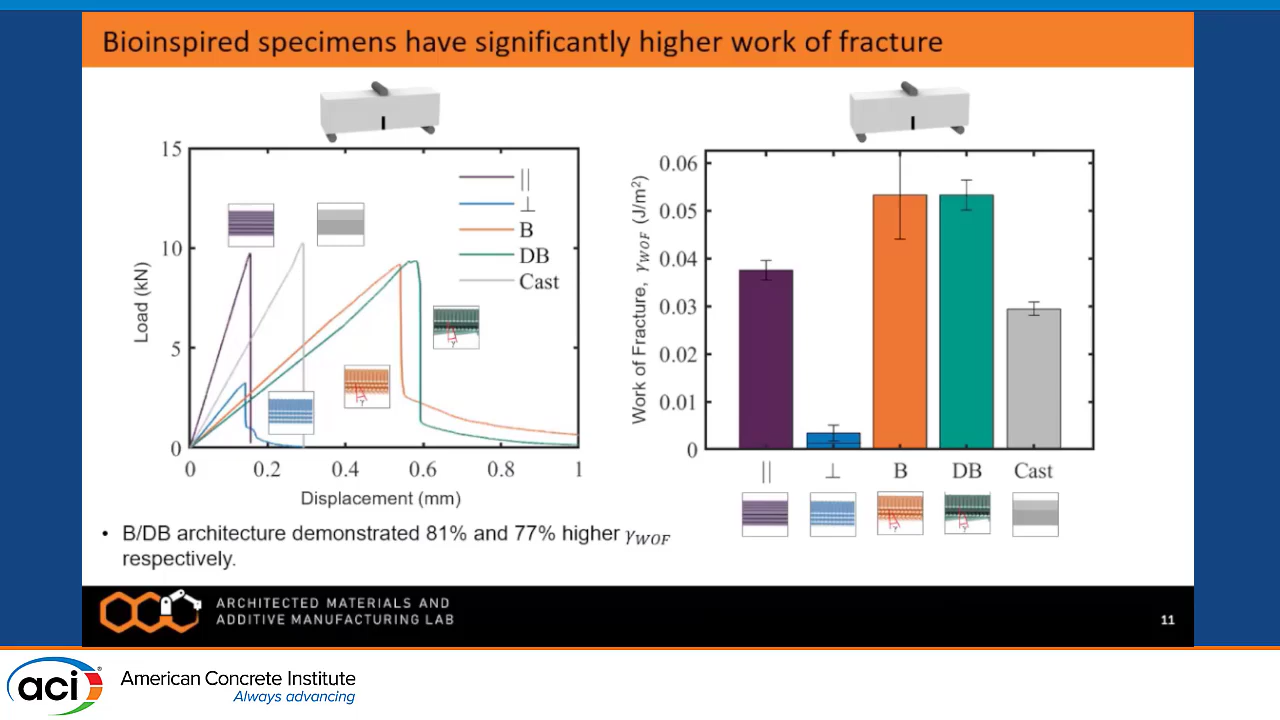 Bioinspired specimens have significantly higher work of fracture
15
10
5
0
0
0.2
0.4
0.6
0.8
1
Load (kN)
Displacement (mm)
||
⊥
B
DB
Cast
γ
γ
0.06
0.05
0.04
0.03
0.02
0.01
0
Work of Fracture, γWOF (J/m²)
||
⊥
B
DB
Cast
γ
γ
• B/DB architecture demonstrated 81% and 77% higher γWOF
respectively.
ARCHITECTED MATERIALS AND
ADDITIVE MANUFACTURING LAB
11
aci®
American Concrete Institute
Always advancing